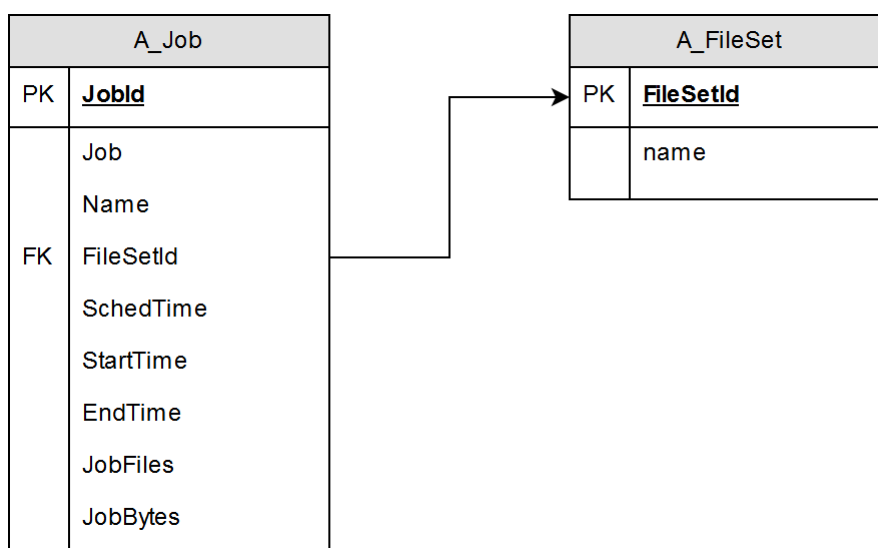 A_Job
PK JobId
Job
Name
FK FileSetId
SchedTime
StartTime
EndTime
JobFiles
JobBytes
A_FileSet
PK FileSetId
name